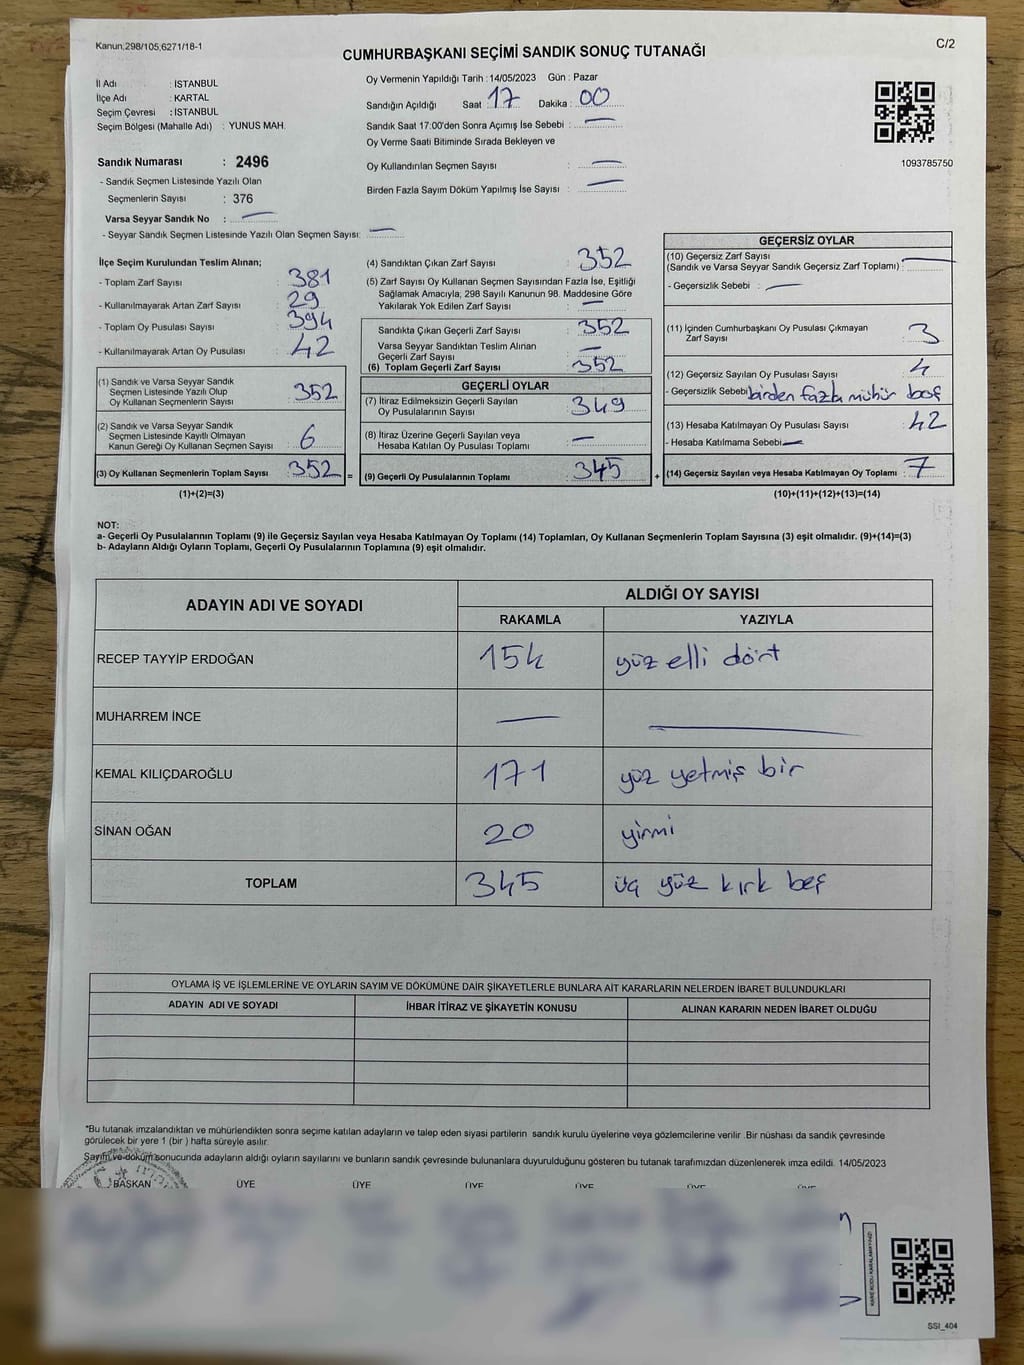 Kanun;298/105,6271/18-1
C/2
CUMHURBAŞKANI SEÇİMİ SANDIK SONUÇ TUTANAĞI
İl Adı : İSTANBUL
İlçe Adı : KARTAL
Seçim Çevresi : İSTANBUL
Seçim Bölgesi (Mahalle Adı) : YUNUS MAH.
Oy Vermenin Yapıldığı Tarih : 14/05/2023 Gün : Pazar
Sandığın Açıldığı Saat : 17 Dakika : 00
Sandık Saat 17:00'den Sonra Açımış İse Sebebi : —
Oy Verme Saati Bitiminde Sırada Bekleyen ve
Oy Kullandırılan Seçmen Sayısı : —
Birden Fazla Sayım Döküm Yapılmış İse Sayısı : —
1093785750
Sandık Numarası : 2496
- Sandık Seçmen Listesinde Yazılı Olan
Seçmenlerin Sayısı : 376
Varsa Seyyar Sandık No : —
- Seyyar Sandık Seçmen Listesinde Yazılı Olan Seçmen Sayısı: —
İlçe Seçim Kurulundan Teslim Alınan;
- Toplam Zarf Sayısı : 381
- Kullanılmayarak Artan Zarf Sayısı : 29
- Toplam Oy Pusulası Sayısı : 394
- Kullanılmayarak Artan Oy Pusulası : 42
(1) Sandık ve Varsa Seyyar Sandık
Seçmen Listesinde Yazılı Olup
Oy Kullanan Seçmenlerin Sayısı : 352
(2) Sandık ve Varsa Seyyar Sandık
Seçmen Listesinde Kayıtlı Olmayan
Kanun Gereği Oy Kullanan Seçmen Sayısı : 6
(3) Oy Kullanan Seçmenlerin Toplam Sayısı : 352 =
(1)+(2)=(3)
(4) Sandıktan Çıkan Zarf Sayısı : 352
(5) Zarf Sayısı Oy Kullanan Seçmen Sayısından Fazla İse, Eşitliği
Sağlamak Amacıyla, 298 Sayılı Kanunun 98. Maddesine Göre
Yakılarak Yok Edilen Zarf Sayısı : —
Sandıkta Çıkan Geçerli Zarf Sayısı : 352
Varsa Seyyar Sandıktan Teslim Alınan
Geçerli Zarf Sayısı : —
(6) Toplam Geçerli Zarf Sayısı : 352
GEÇERLİ OYLAR
(7) İtiraz Edilmeksizin Geçerli Sayılan
Oy Pusulalarının Sayısı : 349
(8) İtiraz Üzerine Geçerli Sayılan veya
Hesaba Katılan Oy Pusulası Toplamı : —
(9) Geçerli Oy Pusulalarının Toplamı : 345 +
GEÇERSİZ OYLAR
(10) Geçersiz Zarf Sayısı
(Sandık ve Varsa Seyyar Sandık Geçersiz Zarf Toplamı) : —
- Geçersizlik Sebebi : —
(11) İçinden Cumhurbaşkanı Oy Pusulası Çıkmayan
Zarf Sayısı : 3
(12) Geçersiz Sayılan Oy Pusulası Sayısı : 4
- Geçersizlik Sebebi birden fazla mühür boş
(13) Hesaba Katılmayan Oy Pusulası Sayısı : 42
- Hesaba Katılmama Sebebi —
(14) Geçersiz Sayılan veya Hesaba Katılmayan Oy Toplamı : 7
(10)+(11)+(12)+(13)=(14)
NOT:
a- Geçerli Oy Pusulalarının Toplamı (9) ile Geçersiz Sayılan veya Hesaba Katılmayan Oy Toplamı (14) Toplamları, Oy Kullanan Seçmenlerin Toplam Sayısına (3) eşit olmalıdır. (9)+(14)=(3)
b- Adayların Aldığı Oyların Toplamı, Geçerli Oy Pusulalarının Toplamına (9) eşit olmalıdır.
ADAYIN ADI VE SOYADI
ALDIĞI OY SAYISI
RAKAMLA YAZIYLA
RECEP TAYYİP ERDOĞAN 154 yüz elli dört
MUHARREM İNCE — —
KEMAL KILIÇDAROĞLU 171 yüz yetmiş bir
SİNAN OĞAN 20 yirmi
TOPLAM 345 üç yüz kırk beş
OYLAMA İŞ VE İŞLEMLERİNE VE OYLARIN SAYIM VE DÖKÜMÜNE DAİR ŞİKAYETLERLE BUNLARA AİT KARARLARIN NELERDEN İBARET BULUNDUKLARI
ADAYIN ADI VE SOYADI İHBAR İTİRAZ VE ŞİKAYETİN KONUSU ALINAN KARARIN NEDEN İBARET OLDUĞU
*Bu tutanak imzalandıktan ve mühürlendikten sonra seçime katılan adayların ve talep eden siyasi partilerin sandık kurulu üyelerine veya gözlemcilerine verilir .Bir nüshası da sandık çevresinde
görülecek bir yere 1 (bir ) hafta süreyle asılır.
Sayım ve döküm sonucunda adayların aldığı oyların sayılarını ve bunların sandık çevresinde bulunanlara duyurulduğunu gösteren bu tutanak tarafımızdan düzenlenerek imza edildi. 14/05/2023
BAŞKAN ÜYE ÜYE ÜYE ÜYE ÜYE ÜYE
KARE KODU KARALAMAYINIZ!
SSI_404